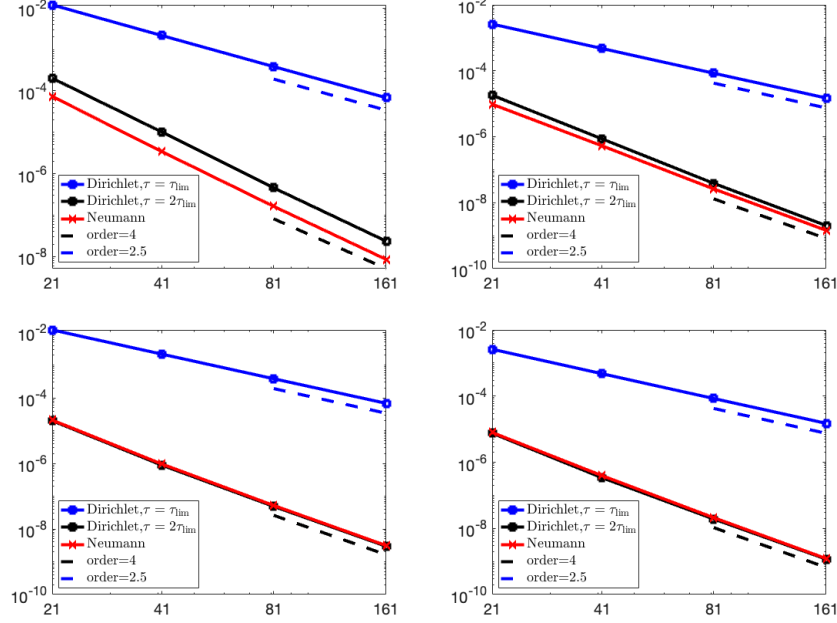 10^-2
10^-4
10^-6
10^-8
Dirichlet,τ = τ_lim
Dirichlet,τ = 2τ_lim
Neumann
order=4
order=2.5
21 41 81 161
10^-2
10^-4
10^-6
10^-8
10^-10
Dirichlet,τ = τ_lim
Dirichlet,τ = 2τ_lim
Neumann
order=4
order=2.5
21 41 81 161
10^-2
10^-4
10^-6
10^-8
10^-10
Dirichlet,τ = τ_lim
Dirichlet,τ = 2τ_lim
Neumann
order=4
order=2.5
21 41 81 161
10^-2
10^-4
10^-6
10^-8
10^-10
Dirichlet,τ = τ_lim
Dirichlet,τ = 2τ_lim
Neumann
order=4
order=2.5
21 41 81 161